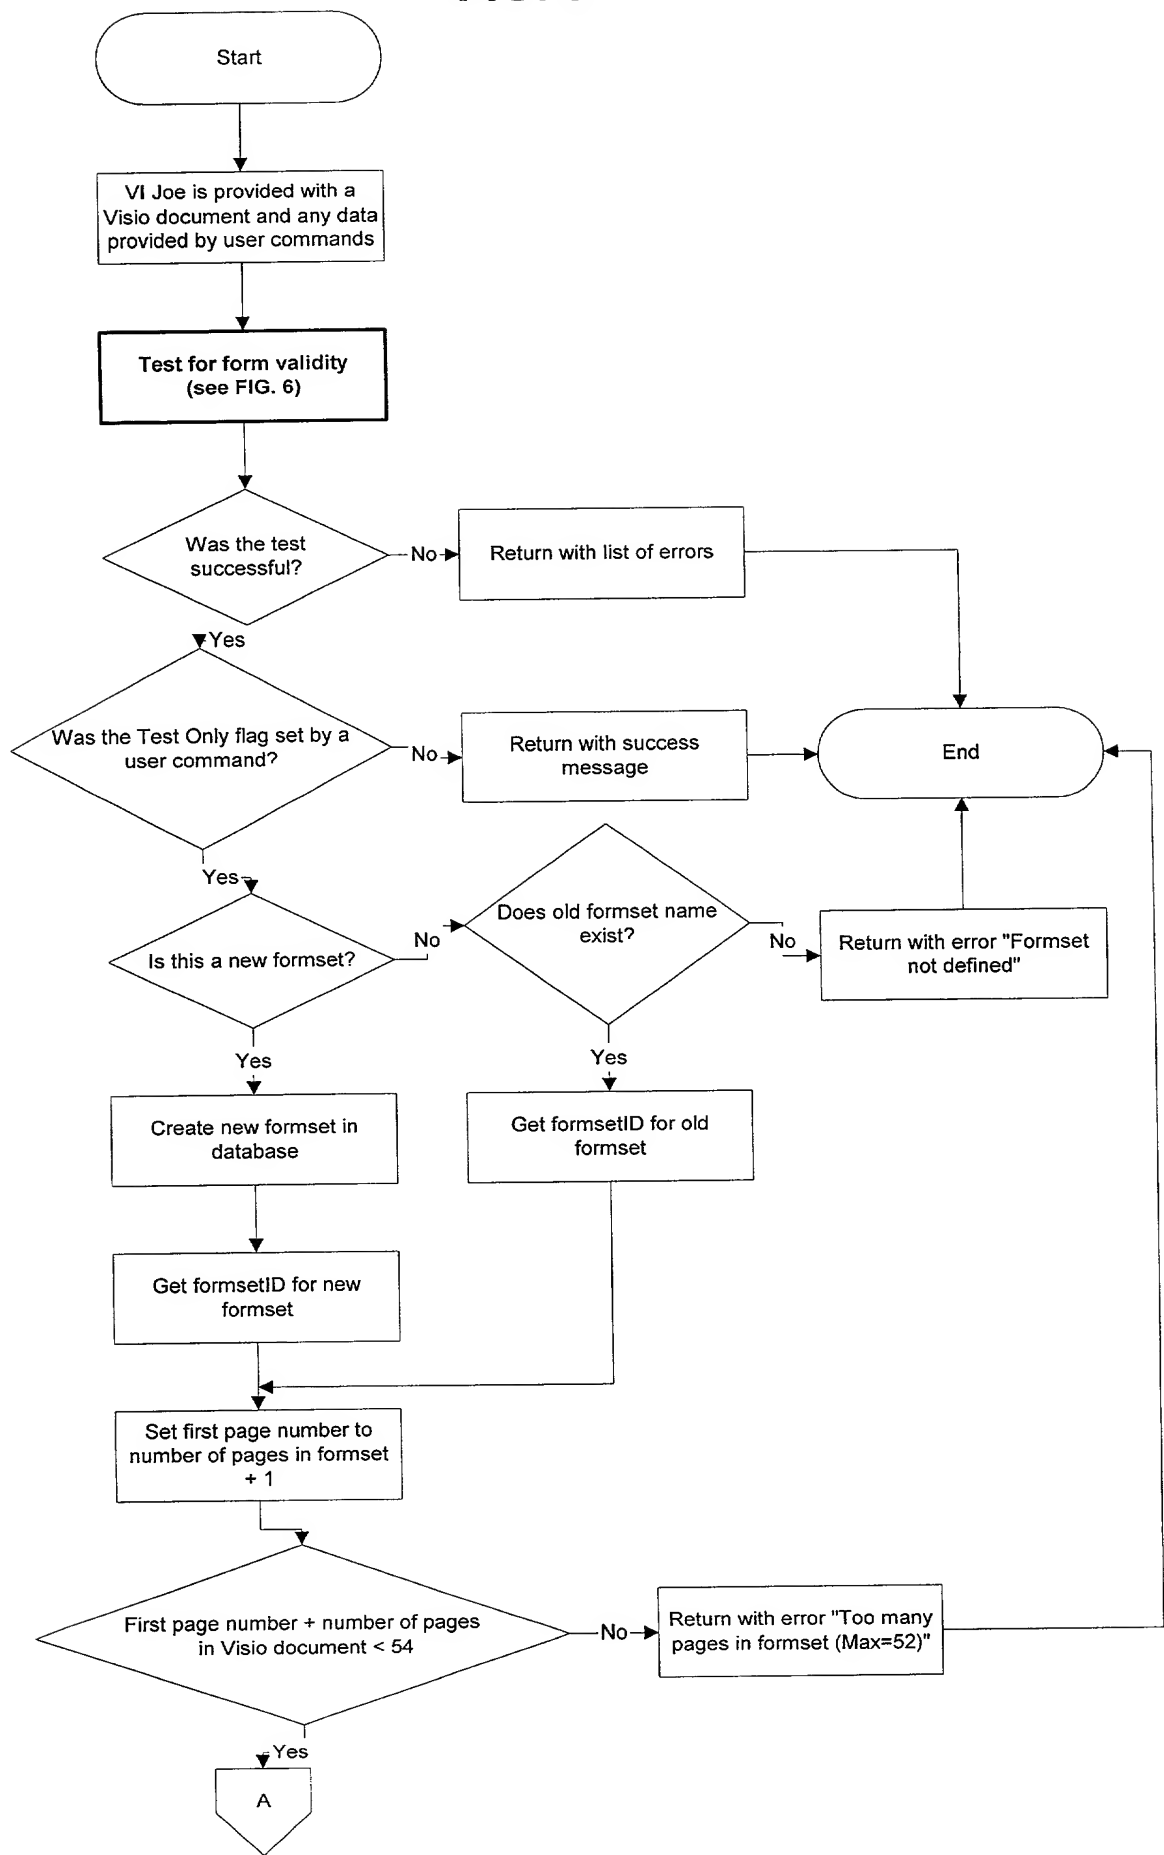 Start
VI Joe is provided with a
Visio document and any data
provided by user commands
Test for form validity
(see FIG. 6)
Was the test
successful?
No
Return with list of errors
Yes
Was the Test Only flag set by a
user command?
No
Return with success
message
End
Yes
Is this a new formset?
No
Does old formset name
exist?
No
Return with error "Formset
not defined"
Yes
Yes
Create new formset in
database
Get formsetID for old
formset
Get formsetID for new
formset
Set first page number to
number of pages in formset
+ 1
First page number + number of pages
in Visio document < 54
No
Return with error "Too many
pages in formset (Max=52)"
Yes
A